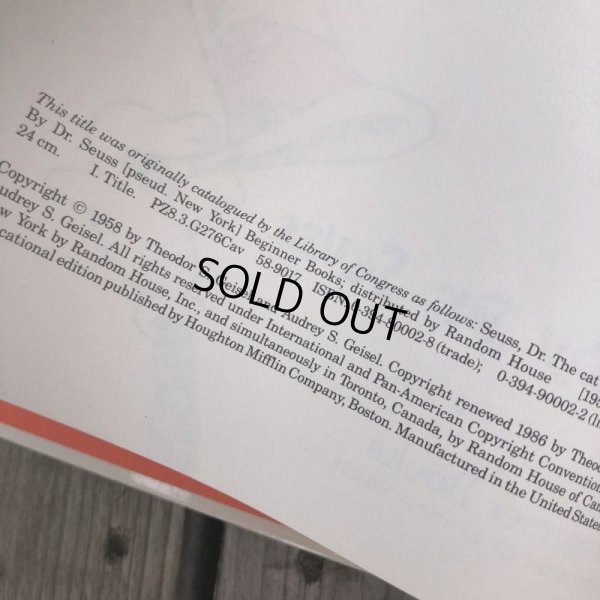 This title was originally catalogued by the Library of Congress as follows: Seuss, Dr. The cat
By Dr. Seuss [pseud. New York] Beginner Books; distributed by Random House [195
24 cm. I. Title. PZ8.3.G276Cav 58-9017 ISBN: 0-394-80002-8 (trade); 0-394-90002-2 (l
Copyright © 1958 by Theodor S. Geisel and Audrey S. Geisel. Copyright renewed 1986 by Theodo
Audrey S. Geisel. All rights reserved under International and Pan-American Copyright Convention
York by Random House, Inc., and simultaneously in Toronto, Canada, by Random House of Can
cational edition published by Houghton Mifflin Company, Boston. Manufactured in the United States
SOLD OUT